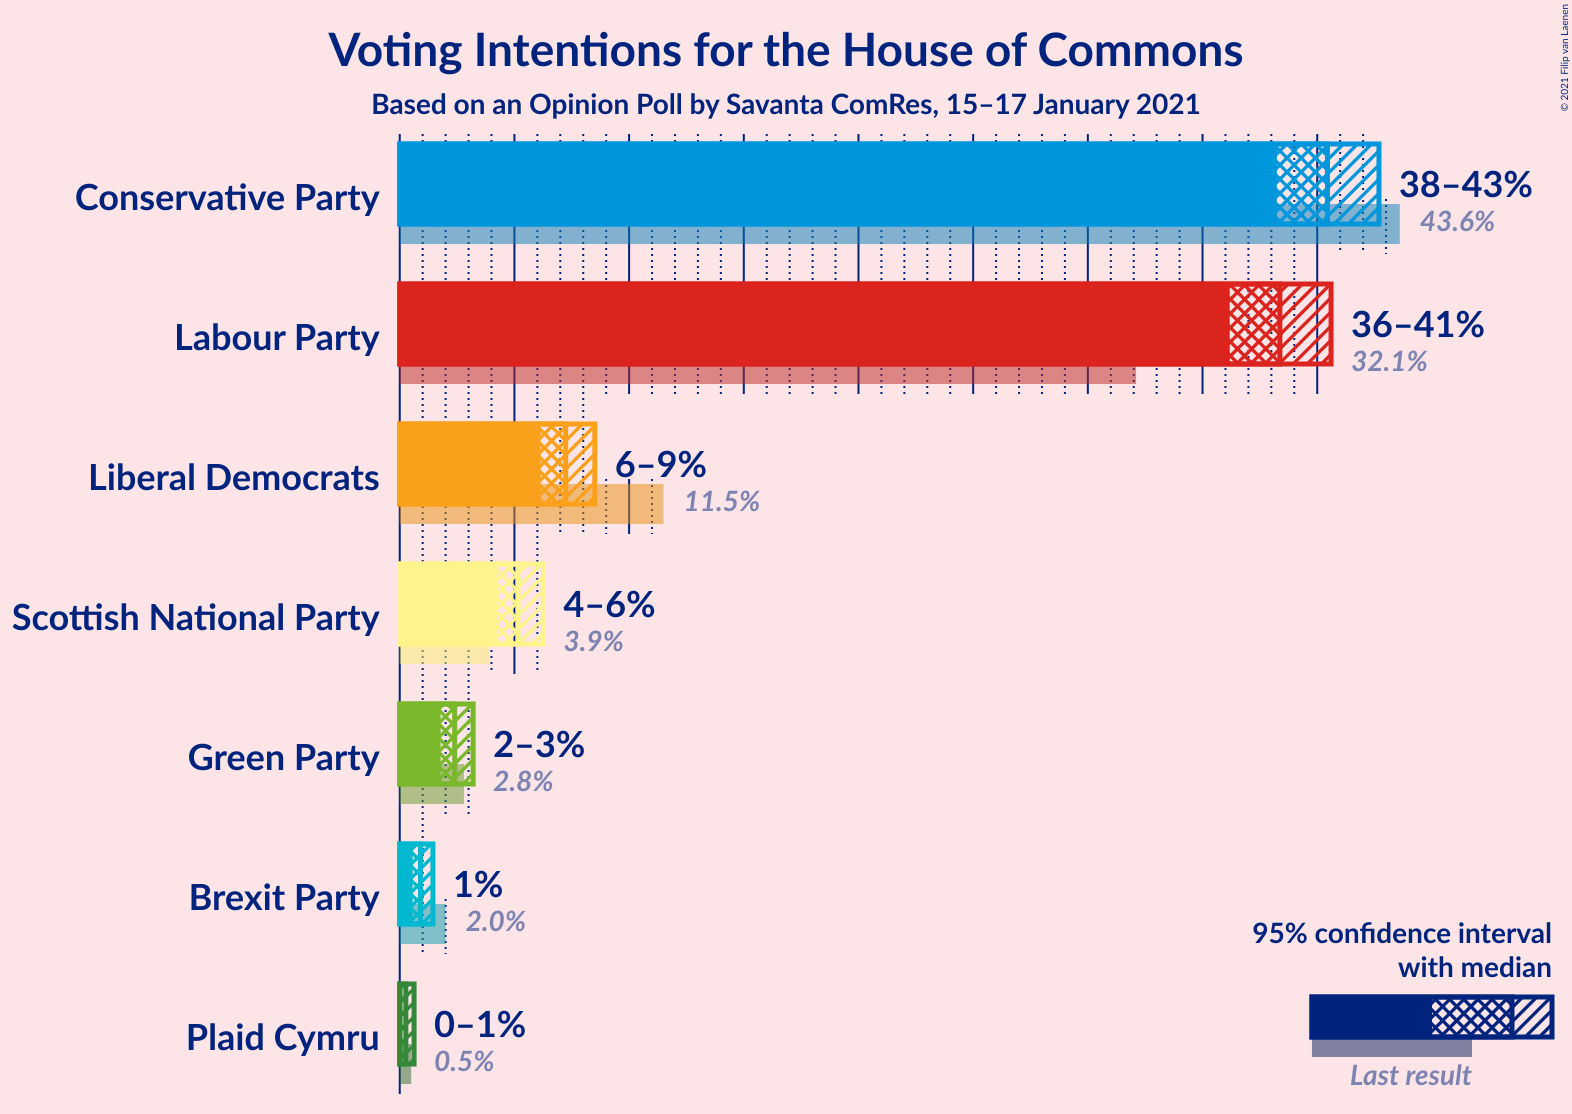 Voting Intentions for the House of Commons
Based on an Opinion Poll by Savanta ComRes, 15–17 January 2021
© 2021 Filip van Laenen
Conservative Party
38–43%
43.6%
Labour Party
36–41%
32.1%
Liberal Democrats
6–9%
11.5%
Scottish National Party
4–6%
3.9%
Green Party
2–3%
2.8%
Brexit Party
1%
2.0%
Plaid Cymru
0–1%
0.5%
95% confidence interval
with median
Last result